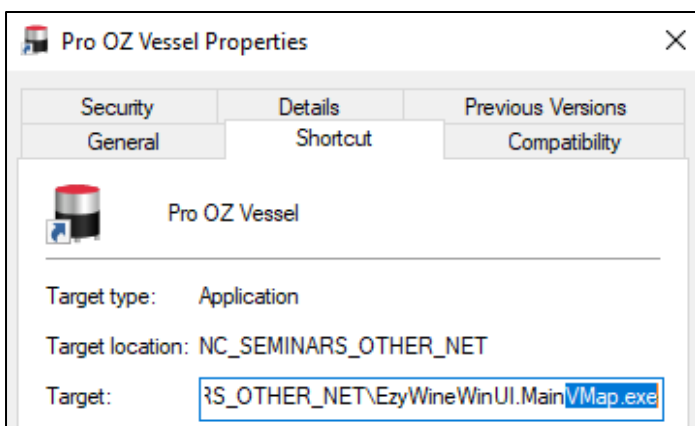 Pro OZ Vessel Properties
Security Details Previous Versions
General Shortcut Compatibility
Pro OZ Vessel
Target type: Application
Target location: NC_SEMINARS_OTHER_NET
Target: RS_OTHER_NET\EzyWineWinUI.MainVMap.exe